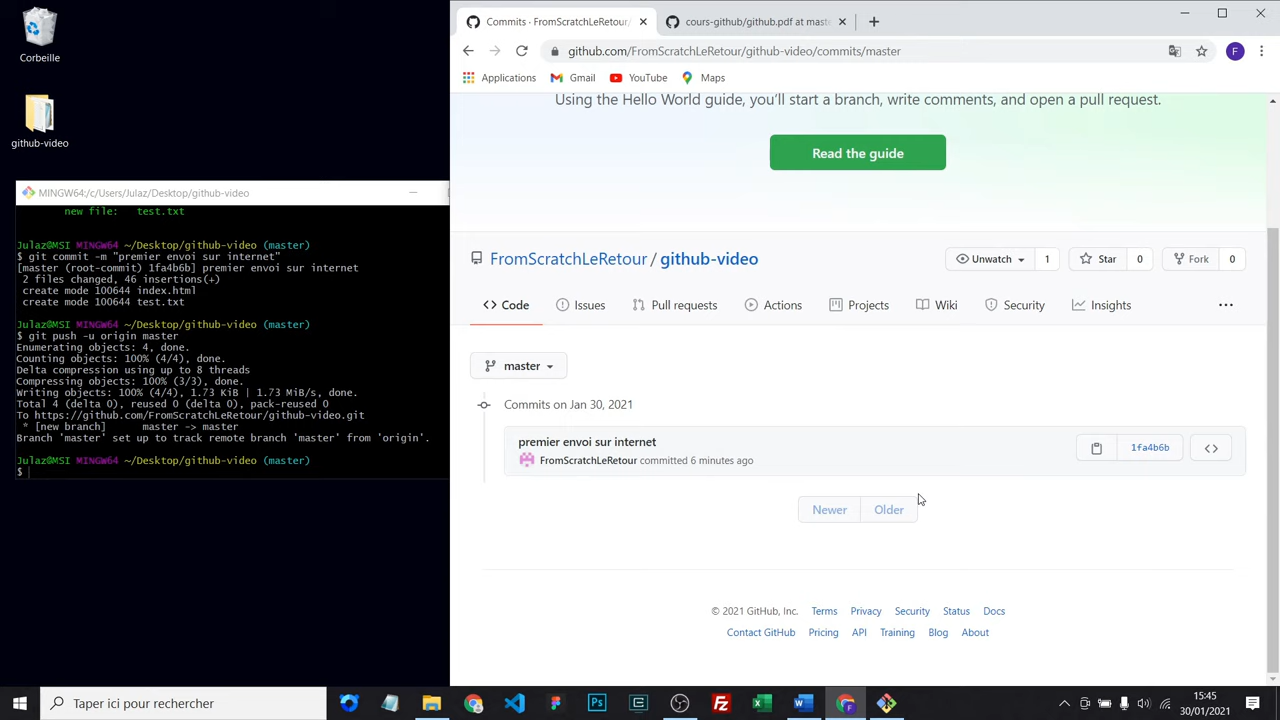 Corbeille
github-video
MINGW64:/c/Users/Julaz/Desktop/github-video
new file:   test.txt
Julaz@MSI MINGW64 ~/Desktop/github-video (master)
$ git commit -m "premier envoi sur internet"
[master (root-commit) 1fa4b6b] premier envoi sur internet
2 files changed, 46 insertions(+)
create mode 100644 index.html
create mode 100644 test.txt
Julaz@MSI MINGW64 ~/Desktop/github-video (master)
$ git push -u origin master
Enumerating objects: 4, done.
Counting objects: 100% (4/4), done.
Delta compression using up to 8 threads
Compressing objects: 100% (3/3), done.
Writing objects: 100% (4/4), 1.73 KiB | 1.73 MiB/s, done.
Total 4 (delta 0), reused 0 (delta 0), pack-reused 0
To https://github.com/FromScratchLeRetour/github-video.git
* [new branch]      master -> master
Branch 'master' set up to track remote branch 'master' from 'origin'.
Julaz@MSI MINGW64 ~/Desktop/github-video (master)
$
Commits · FromScratchLeRetour/ cours-github/github.pdf at maste
github.com/FromScratchLeRetour/github-video/commits/master F
Applications Gmail YouTube Maps
Using the Hello World guide, you'll start a branch, write comments, and open a pull request.
Read the guide
FromScratchLeRetour / github-video Unwatch 1 Star 0 Fork 0
Code Issues Pull requests Actions Projects Wiki Security Insights
master
Commits on Jan 30, 2021
premier envoi sur internet
FromScratchLeRetour committed 6 minutes ago 1fa4b6b
Newer Older
© 2021 GitHub, Inc. Terms Privacy Security Status Docs
Contact GitHub Pricing API Training Blog About
Taper ici pour rechercher
15:45
30/01/2021